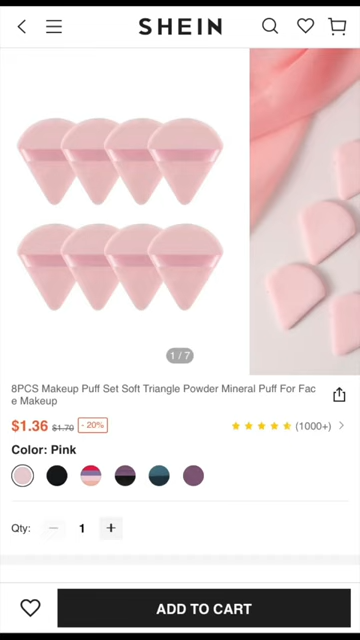 SHEIN
1 / 7
8PCS Makeup Puff Set Soft Triangle Powder Mineral Puff For Fac
e Makeup
$1.36 $1.70 - 20% (1000+)
Color: Pink
Qty: 1
ADD TO CART